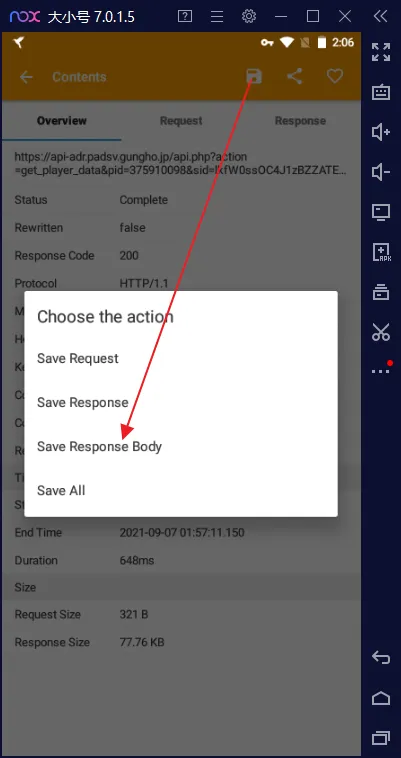 nox 大小号 7.0.1.5
2:06
Contents
Overview Request Response
https://api-adr.padsv.gungho.jp/api.php?action
=get_player_data&pid=375910098&sid=lkfW0ssOC4J1zBZZATE...
Status Complete
Rewritten false
Response Code 200
Protocol HTTP/1.1
Choose the action
Save Request
Save Response
Save Response Body
Save All
End Time 2021-09-07 01:57:11.150
Duration 648ms
Size
Request Size 321 B
Response Size 77.76 KB
APK